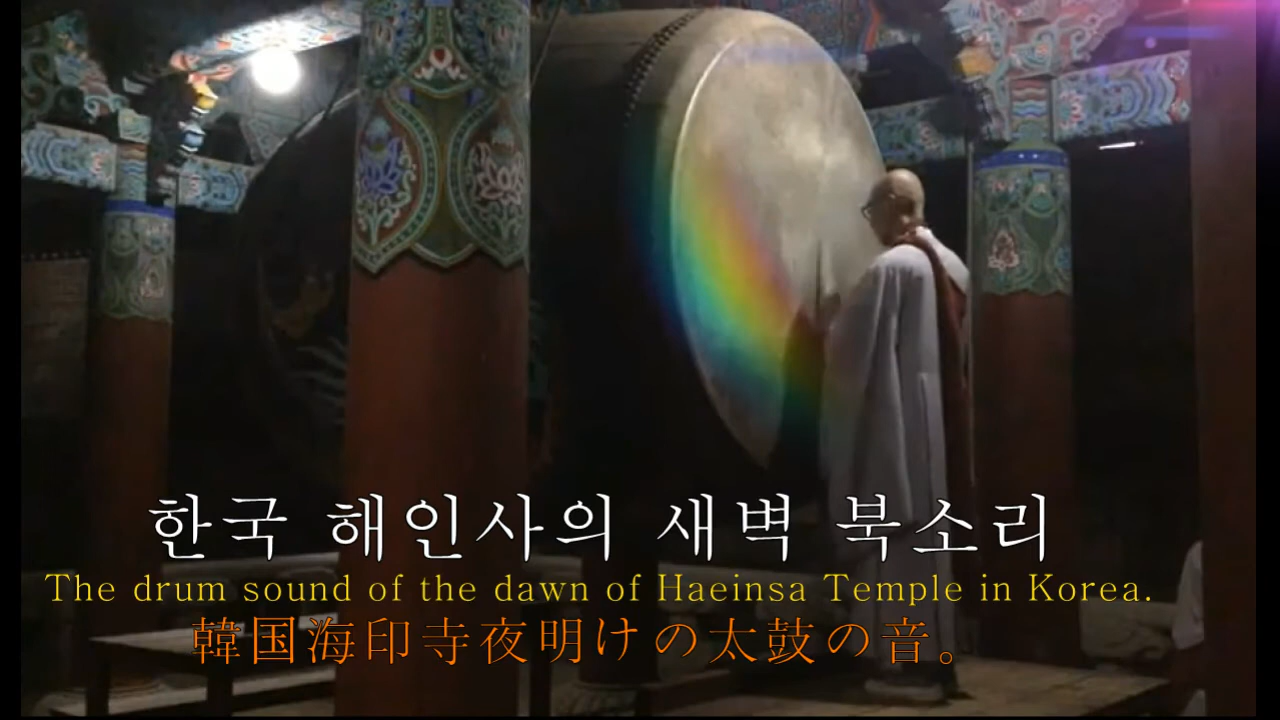 한국 해인사의 새벽 북소리
The drum sound of the dawn of Haeinsa Temple in Korea.
韓国海印寺夜明けの太鼓の音。